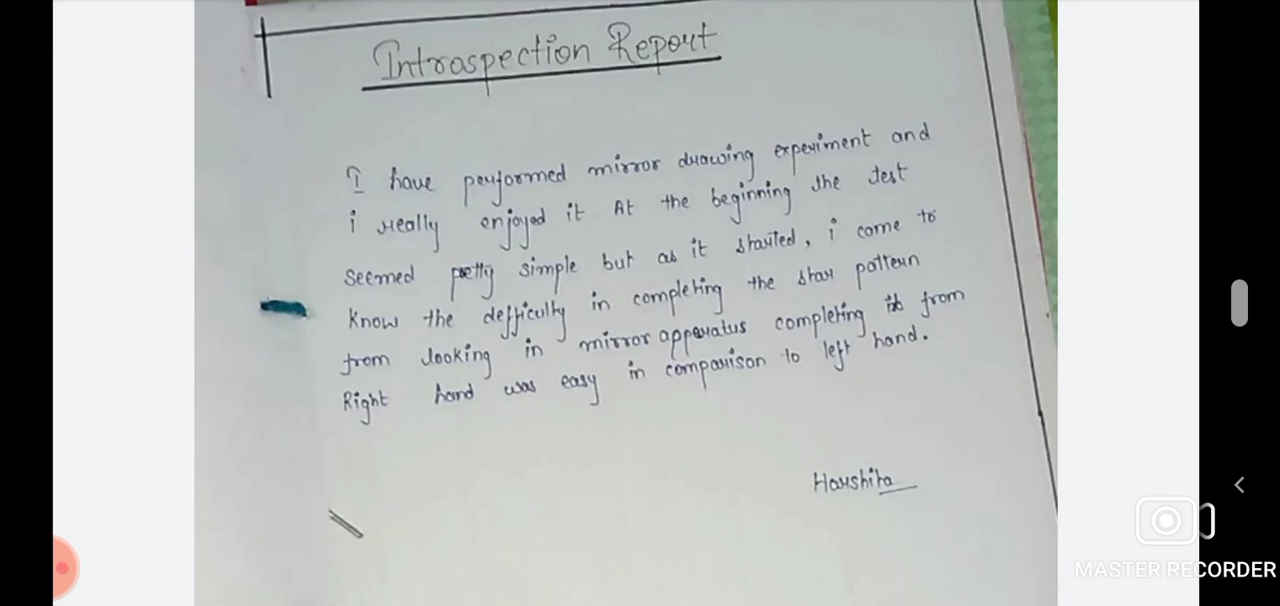 Introspection Report
I have performed mirror drawing experiment and
i really enjoyed it At the beginning the test
seemed pretty simple but as it started, i come to
know the defficulty in completing the star pattern
from looking in mirror apparatus completing it from
Right hand was easy in comparison to left hand.
Harshita
MASTER RECORDER